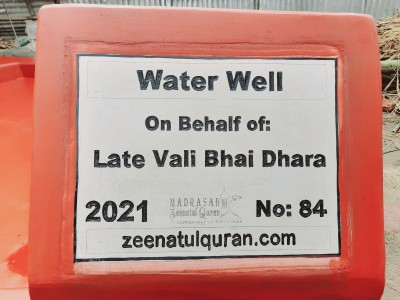 Water Well
On Behalf of:
Late Vali Bhai Dhara
MADRASAH
2021 Zeenatul Quran No: 84
zeenatulquran.com